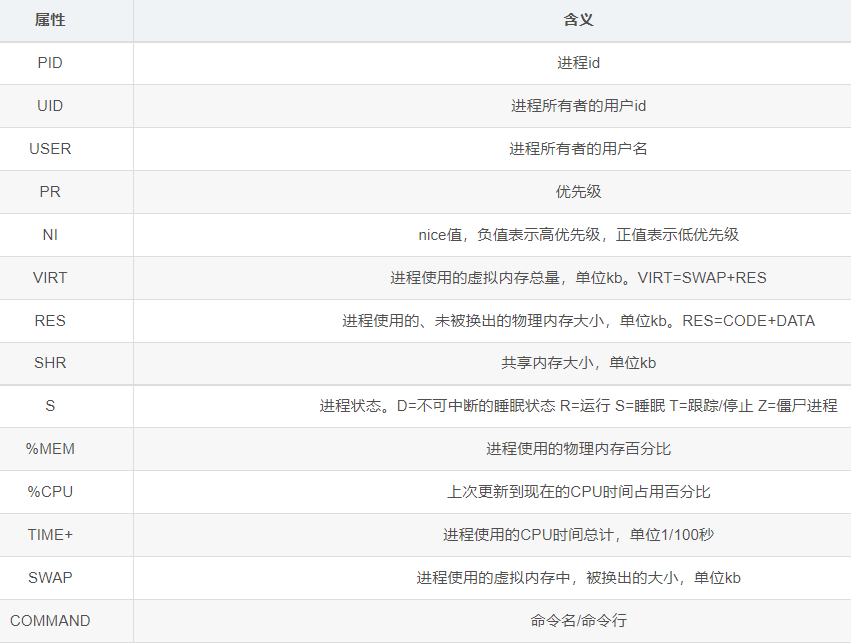 属性 含义
PID 进程id
UID 进程所有者的用户id
USER 进程所有者的用户名
PR 优先级
NI nice值，负值表示高优先级，正值表示低优先级
VIRT 进程使用的虚拟内存总量，单位kb。VIRT=SWAP+RES
RES 进程使用的、未被换出的物理内存大小，单位kb。RES=CODE+DATA
SHR 共享内存大小，单位kb
S 进程状态。D=不可中断的睡眠状态 R=运行 S=睡眠 T=跟踪/停止 Z=僵尸进程
%MEM 进程使用的物理内存百分比
%CPU 上次更新到现在的CPU时间占用百分比
TIME+ 进程使用的CPU时间总计，单位1/100秒
SWAP 进程使用的虚拟内存中，被换出的大小，单位kb
COMMAND 命令名/命令行